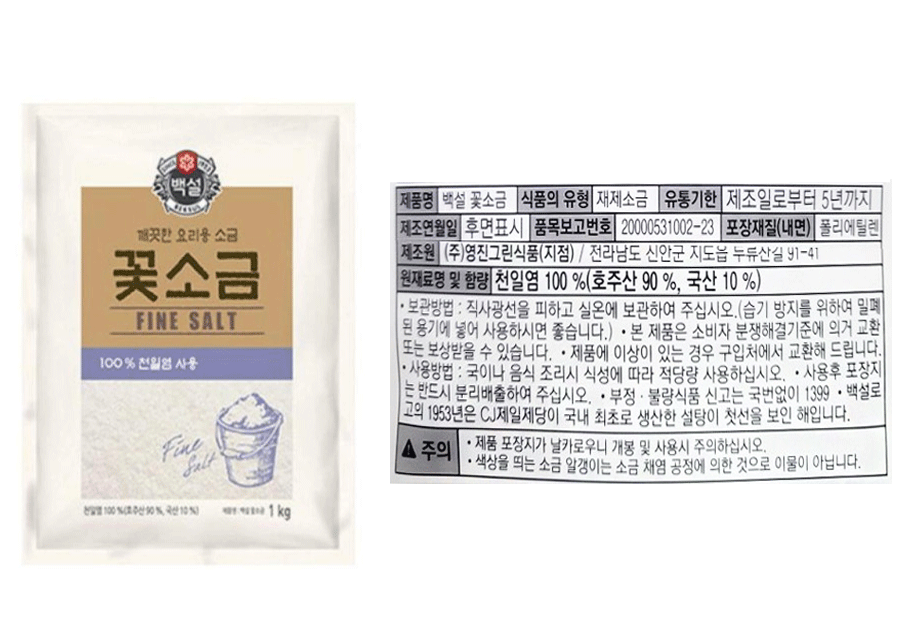 SINCE 1953
백설
깨끗한 요리용 소금
꽃소금
FINE SALT
100% 천일염 사용
Fine
Salt
천일염 100%(호주산 90%, 국산 10%)
제품명: 백설 꽃소금 1kg
제품명 백설 꽃소금 식품의 유형 재제소금 유통기한 제조일로부터 5년까지
제조연월일 후면표시 품목보고번호 20000531002-23 포장재질(내면) 폴리에틸렌
제조원 (주)영진그린식품(지점) / 전라남도 신안군 지도읍 91-41
원재료명 및 함량 천일염 100 %(호주산 90 %, 국산 10 %)
• 보관방법 : 직사광선을 피하고 실온에 보관하여 주십시오.(습기 방지를 위하여 밀폐
된 용기에 넣어 사용하시면 좋습니다.) • 본 제품은 소비자 분쟁해결기준에 의거 교환
또는 보상받을 수 있습니다. • 제품에 이상이 있는 경우 구입처에서 교환해 드립니다.
• 사용방법 : 국이나 음식 조리시 식성에 따라 적당량 사용하십시오. • 사용후 포장지
는 반드시 분리배출하여 주십시오. • 부정·불량식품 신고는 국번없이 1399 • 백설로
고의 1953년은 CJ제일제당이 국내 최초로 생산한 설탕이 첫선을 보인 해입니다.
주의 • 제품 포장지가 날카로우니 개봉 및 사용시 주의하십시오.
• 색상을 띄는 소금 알갱이는 소금 채염 공정에 의한 것으로 이물이 아닙니다.